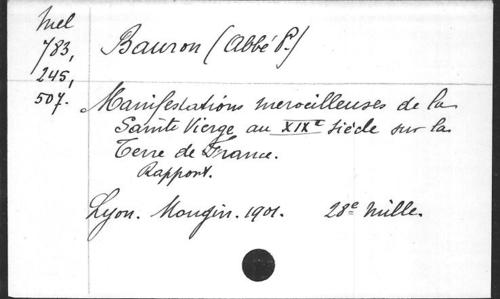 Mel
783,
245,
507.
Bauron (Abbé P.)
Manifestations merveilleuses de la
Sainte Vierge au XIXe siècle sur la
Terre de France.
Rapport.
Lyon. Mougin. 1901. 28e mille.